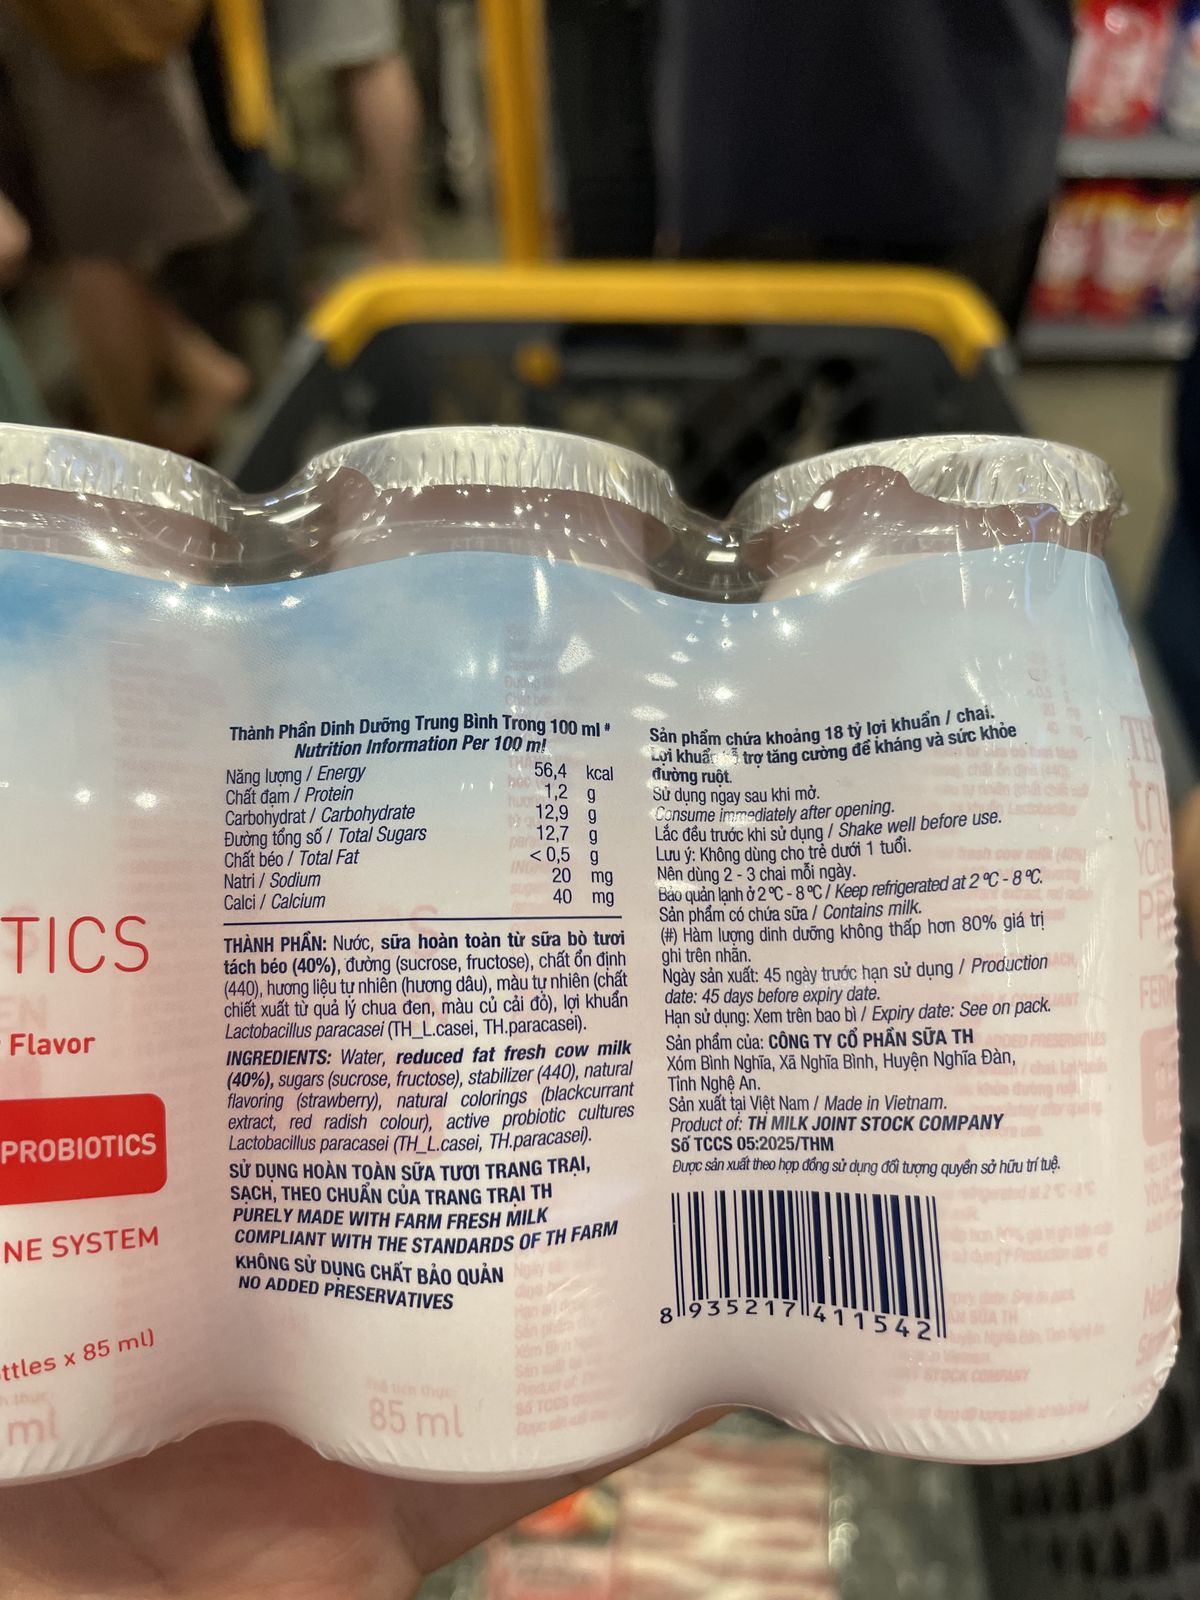 TICS
Flavor
PROBIOTICS
NE SYSTEM
ttles x 85 ml)
ml
85 ml
Thành Phần Dinh Dưỡng Trung Bình Trong 100 ml #
Nutrition Information Per 100 ml
Năng lượng / Energy 56,4 kcal
Chất đạm / Protein 1,2 g
Carbohydrat / Carbohydrate 12,9 g
Đường tổng số / Total Sugars 12,7 g
Chất béo / Total Fat < 0,5 g
Natri / Sodium 20 mg
Calci / Calcium 40 mg
THÀNH PHẦN: Nước, sữa hoàn toàn từ sữa bò tươi
tách béo (40%), đường (sucrose, fructose), chất ổn định
(440), hương liệu tự nhiên (hương dâu), màu tự nhiên (chất
chiết xuất từ quả lý chua đen, màu củ cải đỏ), lợi khuẩn
Lactobacillus paracasei (TH_L.casei, TH.paracasei).
INGREDIENTS: Water, reduced fat fresh cow milk
(40%), sugars (sucrose, fructose), stabilizer (440), natural
flavoring (strawberry), natural colorings (blackcurrant
extract, red radish colour), active probiotic cultures
Lactobacillus paracasei (TH_L.casei, TH.paracasei).
SỬ DỤNG HOÀN TOÀN SỮA TƯƠI TRANG TRẠI,
SẠCH, THEO CHUẨN CỦA TRANG TRẠI TH
PURELY MADE WITH FARM FRESH MILK
COMPLIANT WITH THE STANDARDS OF TH FARM
KHÔNG SỬ DỤNG CHẤT BẢO QUẢN
NO ADDED PRESERVATIVES
Sản phẩm chứa khoảng 18 tỷ lợi khuẩn / chai.
Lợi khuẩn trợ tăng cường đề kháng và sức khỏe
đường ruột.
Sử dụng ngay sau khi mở.
Consume immediately after opening.
Lắc đều trước khi sử dụng / Shake well before use.
Lưu ý: Không dùng cho trẻ dưới 1 tuổi.
Nên dùng 2 - 3 chai mỗi ngày.
Bảo quản lạnh ở 2 ºC - 8 ºC / Keep refrigerated at 2 ºC - 8 ºC.
Sản phẩm có chứa sữa / Contains milk.
(#) Hàm lượng dinh dưỡng không thấp hơn 80% giá trị
ghi trên nhãn.
Ngày sản xuất: 45 ngày trước hạn sử dụng / Production
date: 45 days before expiry date.
Hạn sử dụng: Xem trên bao bì / Expiry date: See on pack.
Sản phẩm của: CÔNG TY CỔ PHẦN SỮA TH
Xóm Bình Nghĩa, Xã Nghĩa Bình, Huyện Nghĩa Đàn,
Tỉnh Nghệ An.
Sản xuất tại Việt Nam / Made in Vietnam.
Product of: TH MILK JOINT STOCK COMPANY
Số TCCS 05:2025/THM
Được sản xuất theo hợp đồng sử dụng đối tượng quyền sở hữu trí tuệ.
8 935217 411542